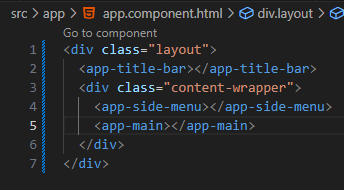 src > app > app.component.html > div.layout
Go to component
1 <div class="layout">
2   <app-title-bar></app-title-bar>
3   <div class="content-wrapper">
4     <app-side-menu></app-side-menu>
5     <app-main></app-main>
6   </div>
7 </div>